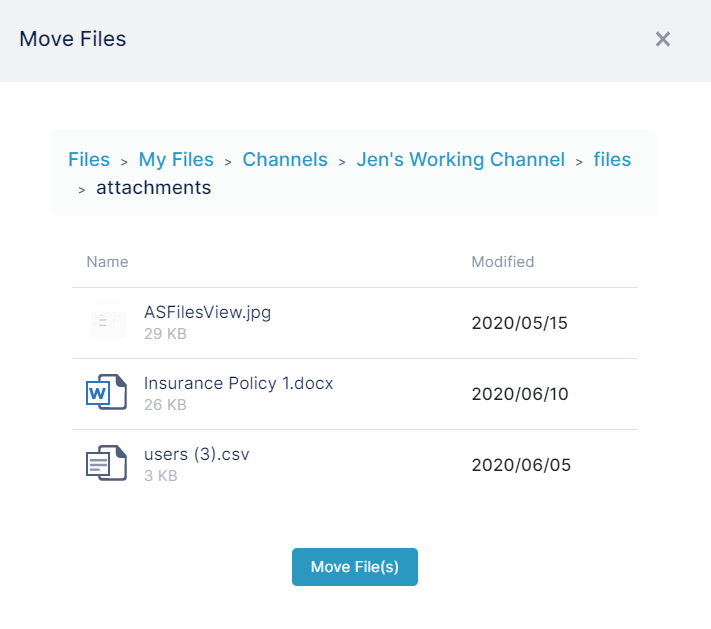 Move Files
Files > My Files > Channels > Jen's Working Channel > files
> attachments
Name Modified
ASFilesView.jpg
29 KB
2020/05/15
W
Insurance Policy 1.docx
26 KB
2020/06/10
users (3).csv
3 KB
2020/06/05
Move File(s)